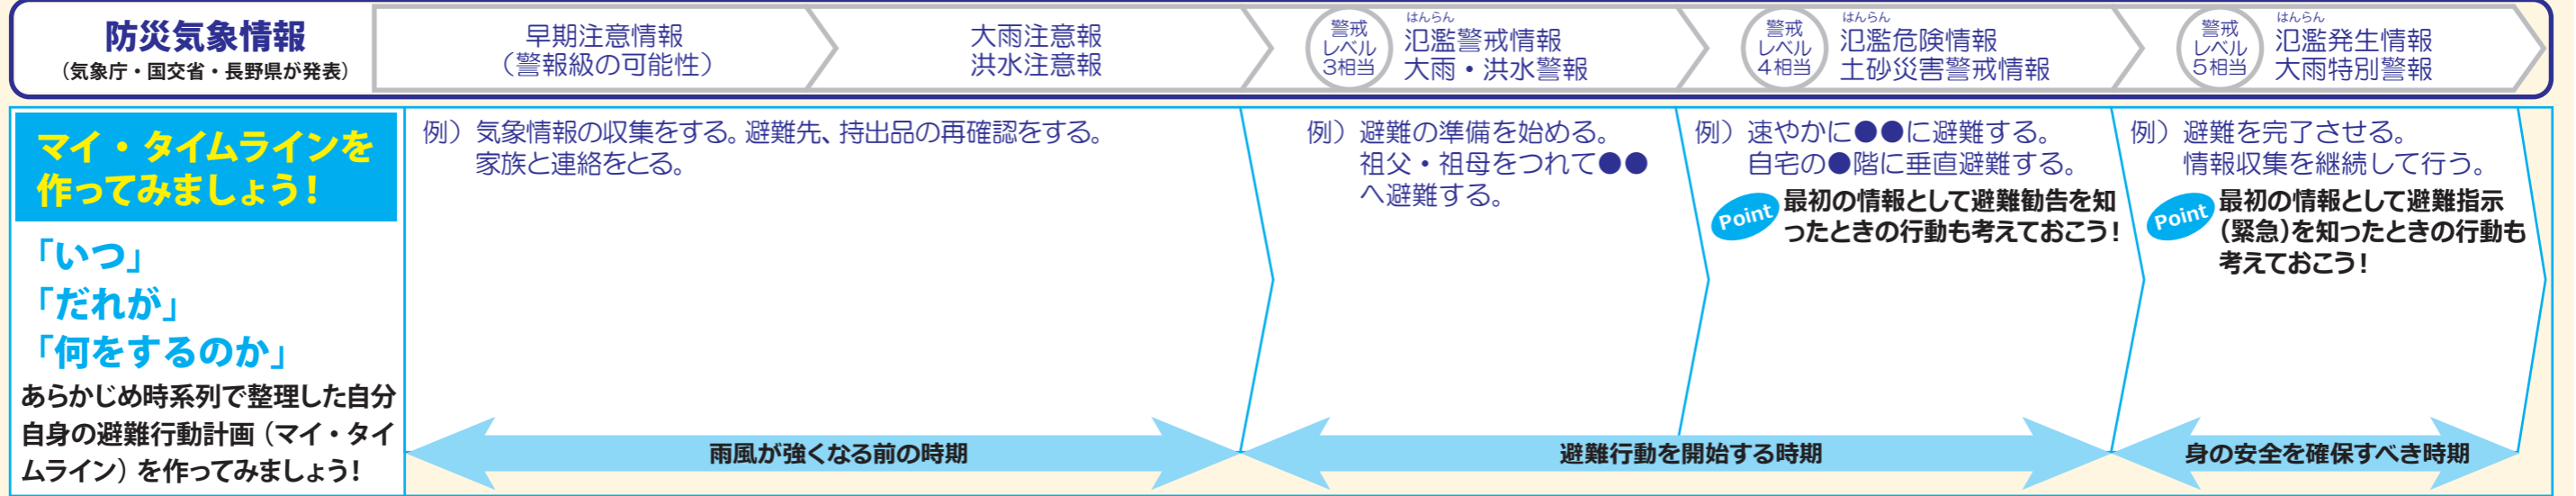 防災気象情報
（気象庁・国交省・長野県が発表）
早期注意情報
（警報級の可能性）
大雨注意報
洪水注意報
警戒
レベル
3相当
はんらん
氾濫警戒情報
大雨・洪水警報
警戒
レベル
4相当
はんらん
氾濫危険情報
土砂災害警戒情報
警戒
レベル
5相当
はんらん
氾濫発生情報
大雨特別警報
マイ・タイムラインを
作ってみましょう！
「いつ」
「だれが」
「何をするのか」
あらかじめ時系列で整理した自分
自身の避難行動計画（マイ・タイ
ムライン）を作ってみましょう！
例）気象情報の収集をする。避難先、持出品の再確認をする。
家族と連絡をとる。
例）避難の準備を始める。
祖父・祖母をつれて●●
へ避難する。
例）速やかに●●に避難する。
自宅の●階に垂直避難する。
Point 最初の情報として避難勧告を知
ったときの行動も考えておこう！
例）避難を完了させる。
情報収集を継続して行う。
Point 最初の情報として避難指示
（緊急）を知ったときの行動も
考えておこう！
雨風が強くなる前の時期
避難行動を開始する時期
身の安全を確保すべき時期